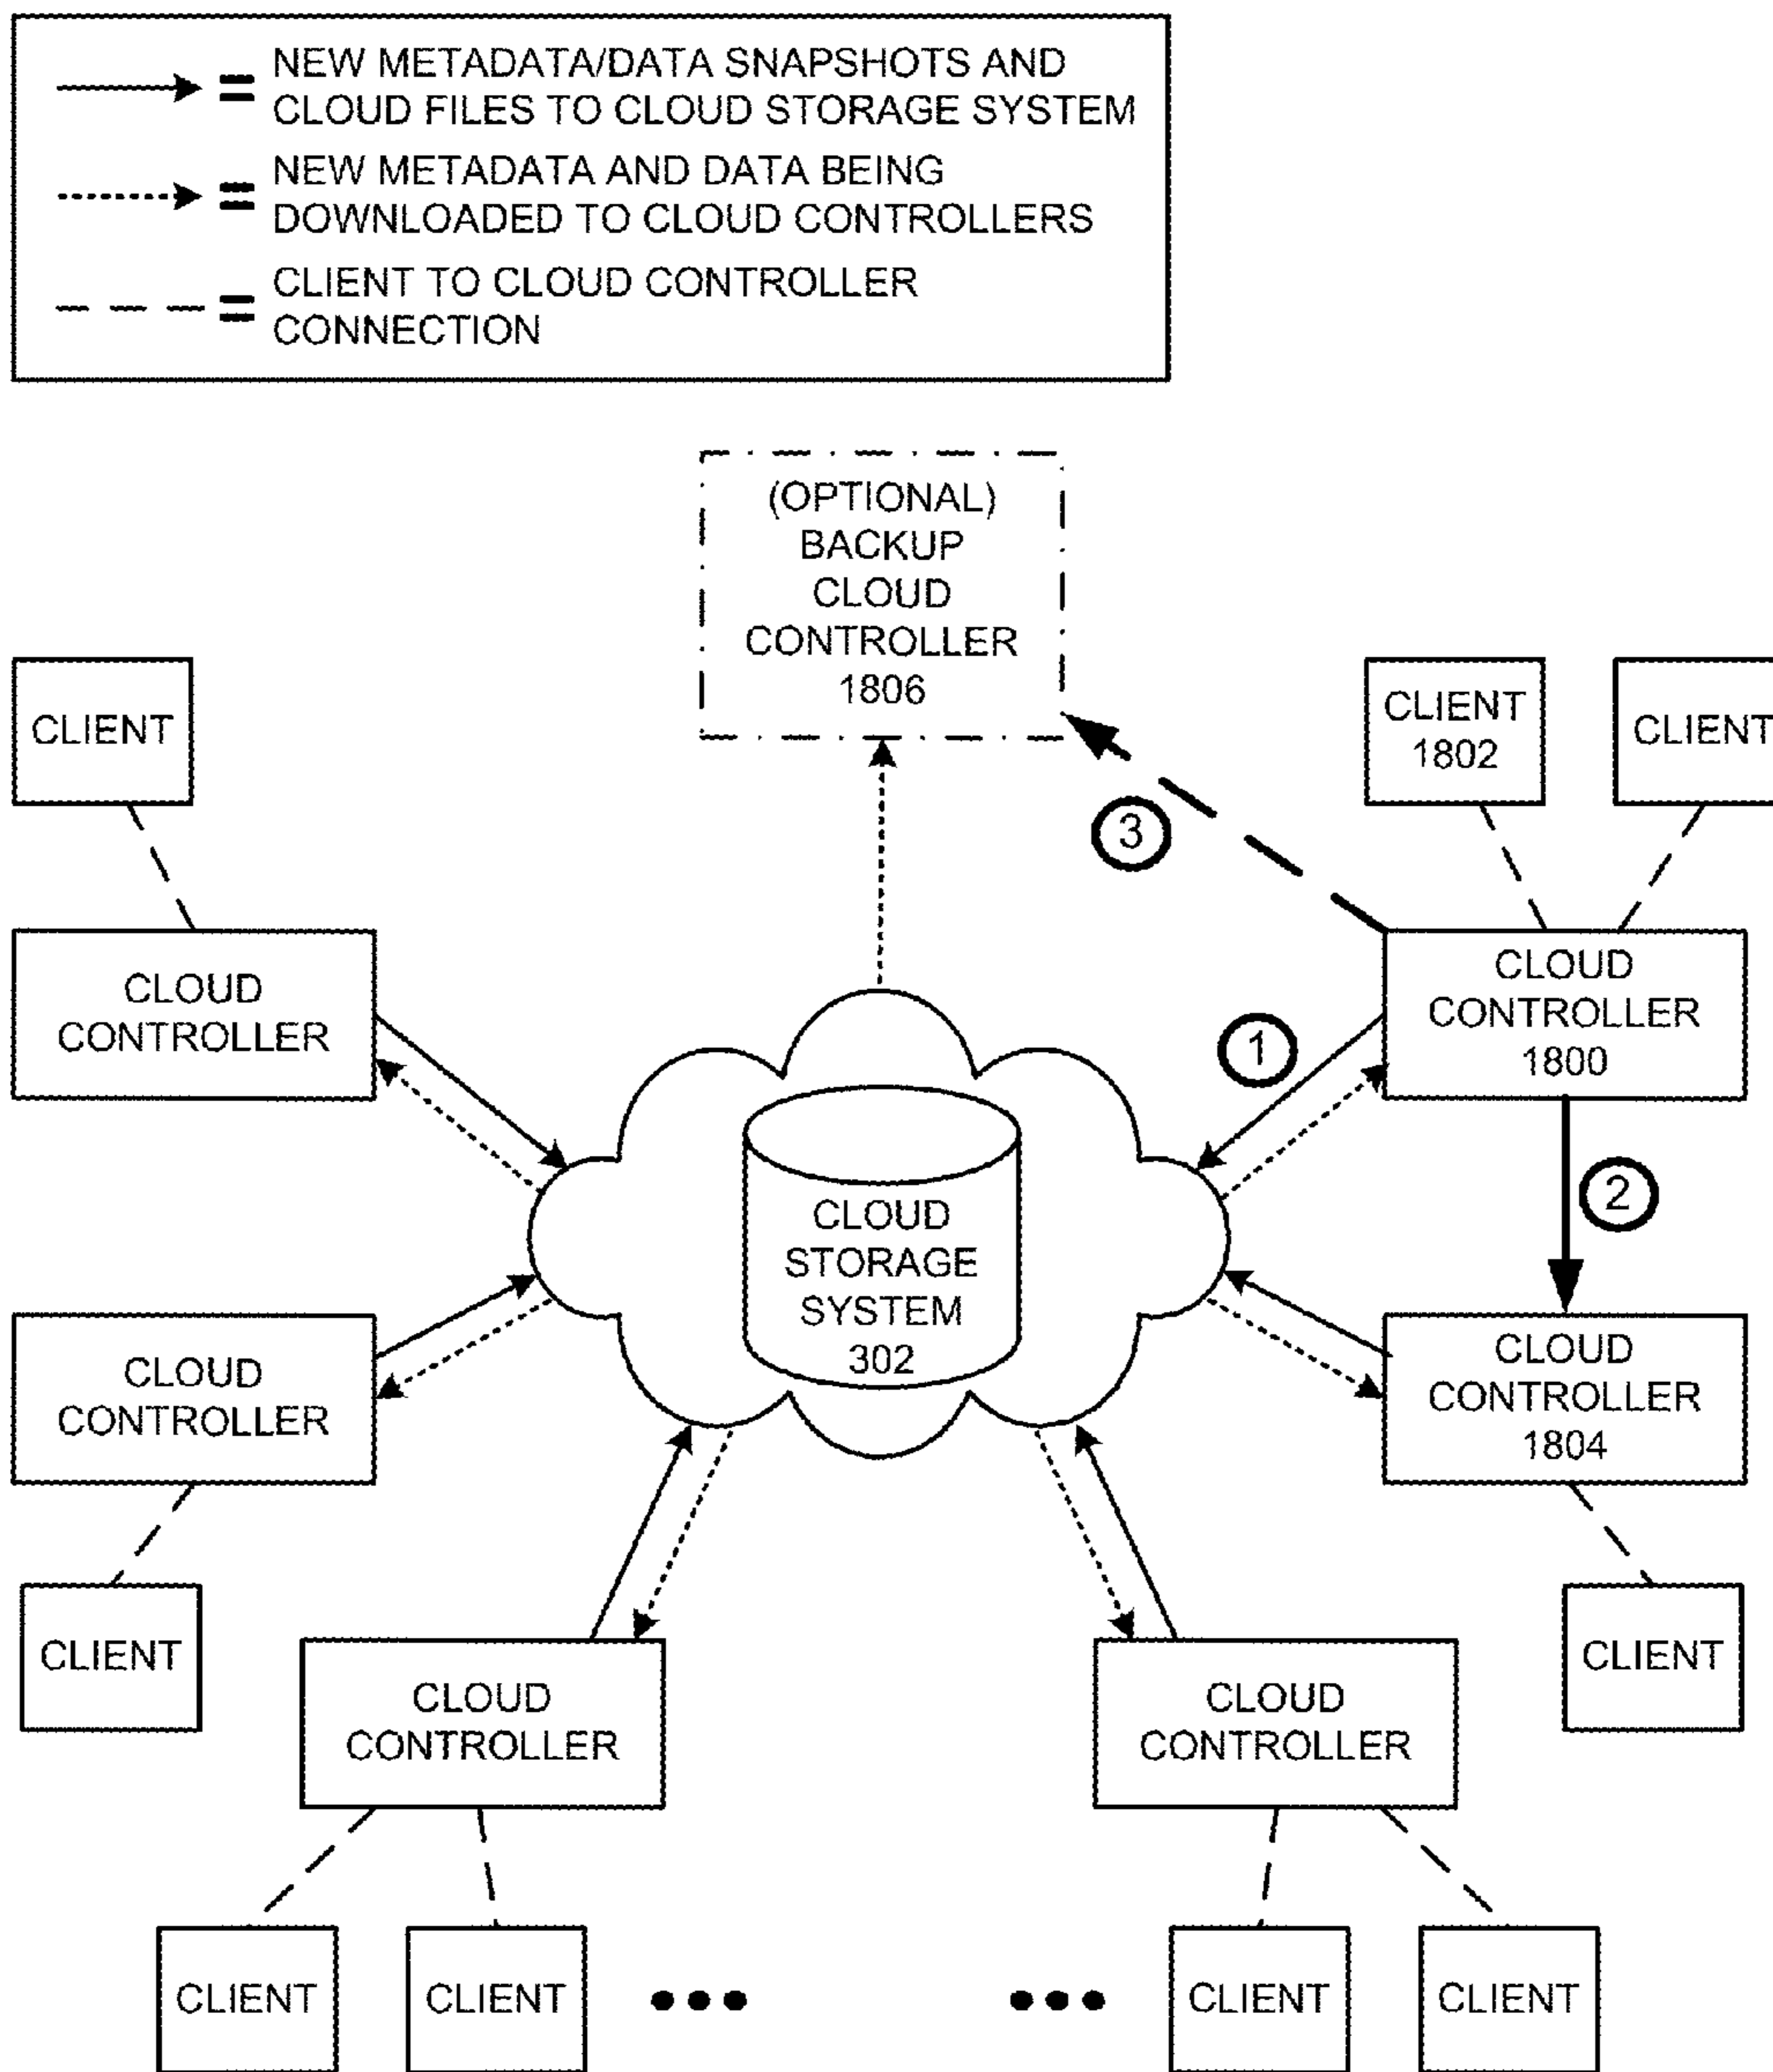 = NEW METADATA/DATA SNAPSHOTS AND
CLOUD FILES TO CLOUD STORAGE SYSTEM
= NEW METADATA AND DATA BEING
DOWNLOADED TO CLOUD CONTROLLERS
= CLIENT TO CLOUD CONTROLLER
CONNECTION
(OPTIONAL)
BACKUP
CLOUD
CONTROLLER
1806
CLIENT
CLIENT
1802
CLIENT
3
CLOUD
CONTROLLER
CLOUD
CONTROLLER
1800
1
2
CLOUD
STORAGE
SYSTEM
302
CLOUD
CONTROLLER
CLOUD
CONTROLLER
1804
CLIENT
CLIENT
CLOUD
CONTROLLER
CLOUD
CONTROLLER
CLIENT
CLIENT
•••
•••
CLIENT
CLIENT